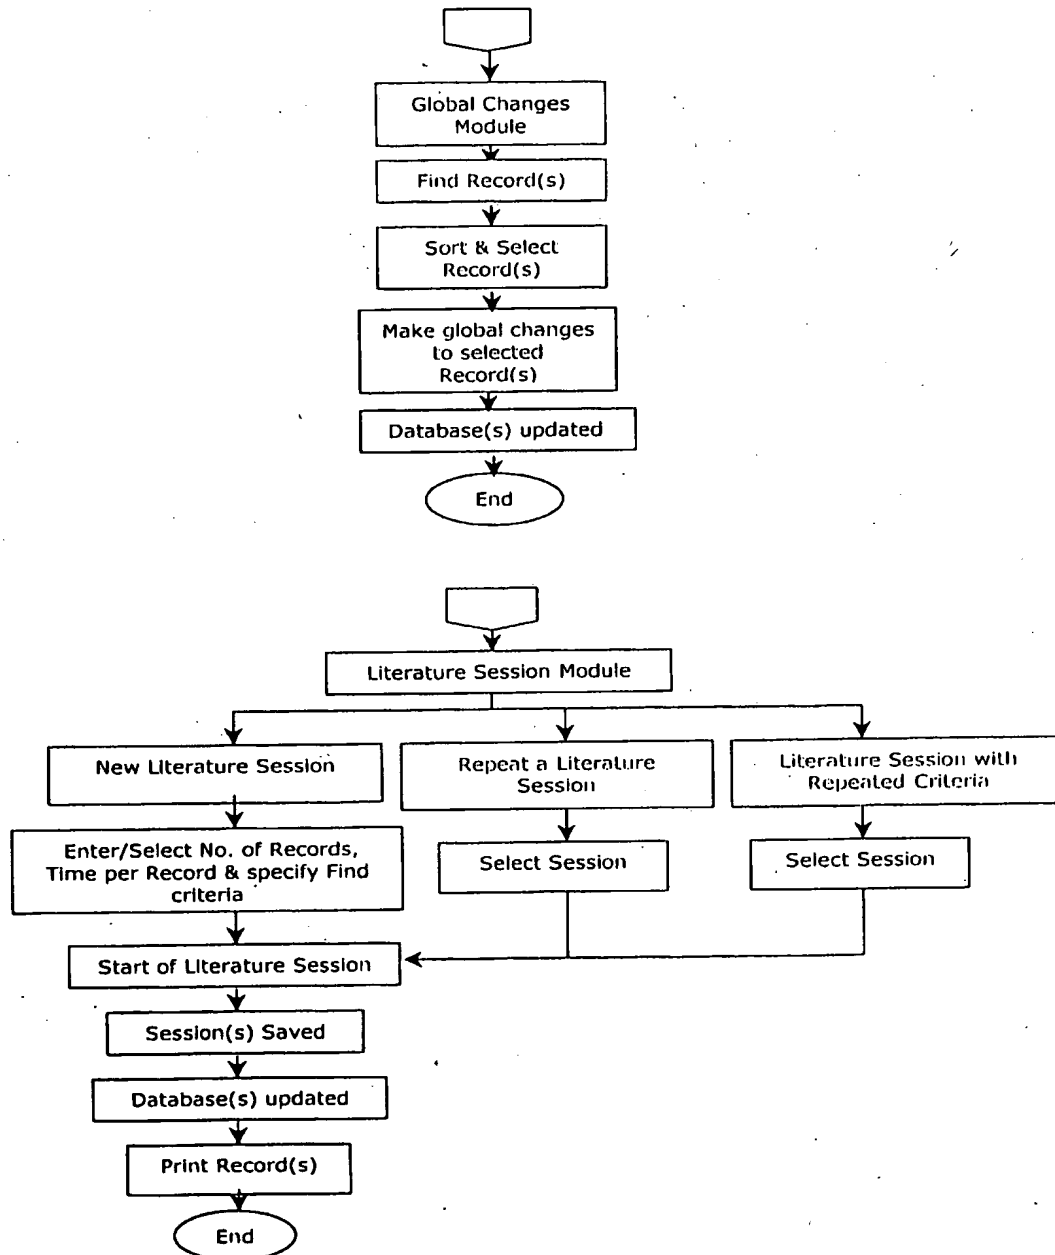 Global Changes
Module
Find Record(s)
Sort & Select
Record(s)
Make global changes
to selected
Record(s)
Database(s) updated
End
Literature Session Module
New Literature Session
Repeat a Literature
Session
Literature Session with
Repeated Criteria
Enter/Select No. of Records,
Time per Record & specify Find
criteria
Select Session
Select Session
Start of Literature Session
Session(s) Saved
Database(s) updated
Print Record(s)
End